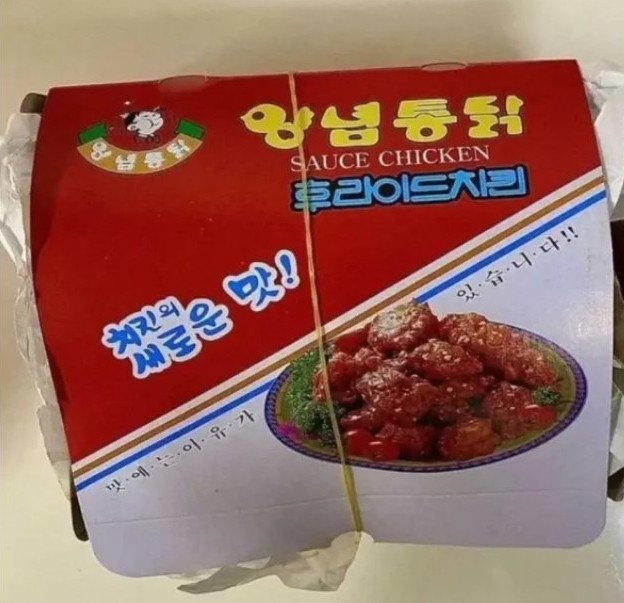 양념통닭
양념통닭
SAUCE CHICKEN
후라이드치킨
치킨의
새로운 맛!
맛·에·는·이·유·가
있·습·니·다!!